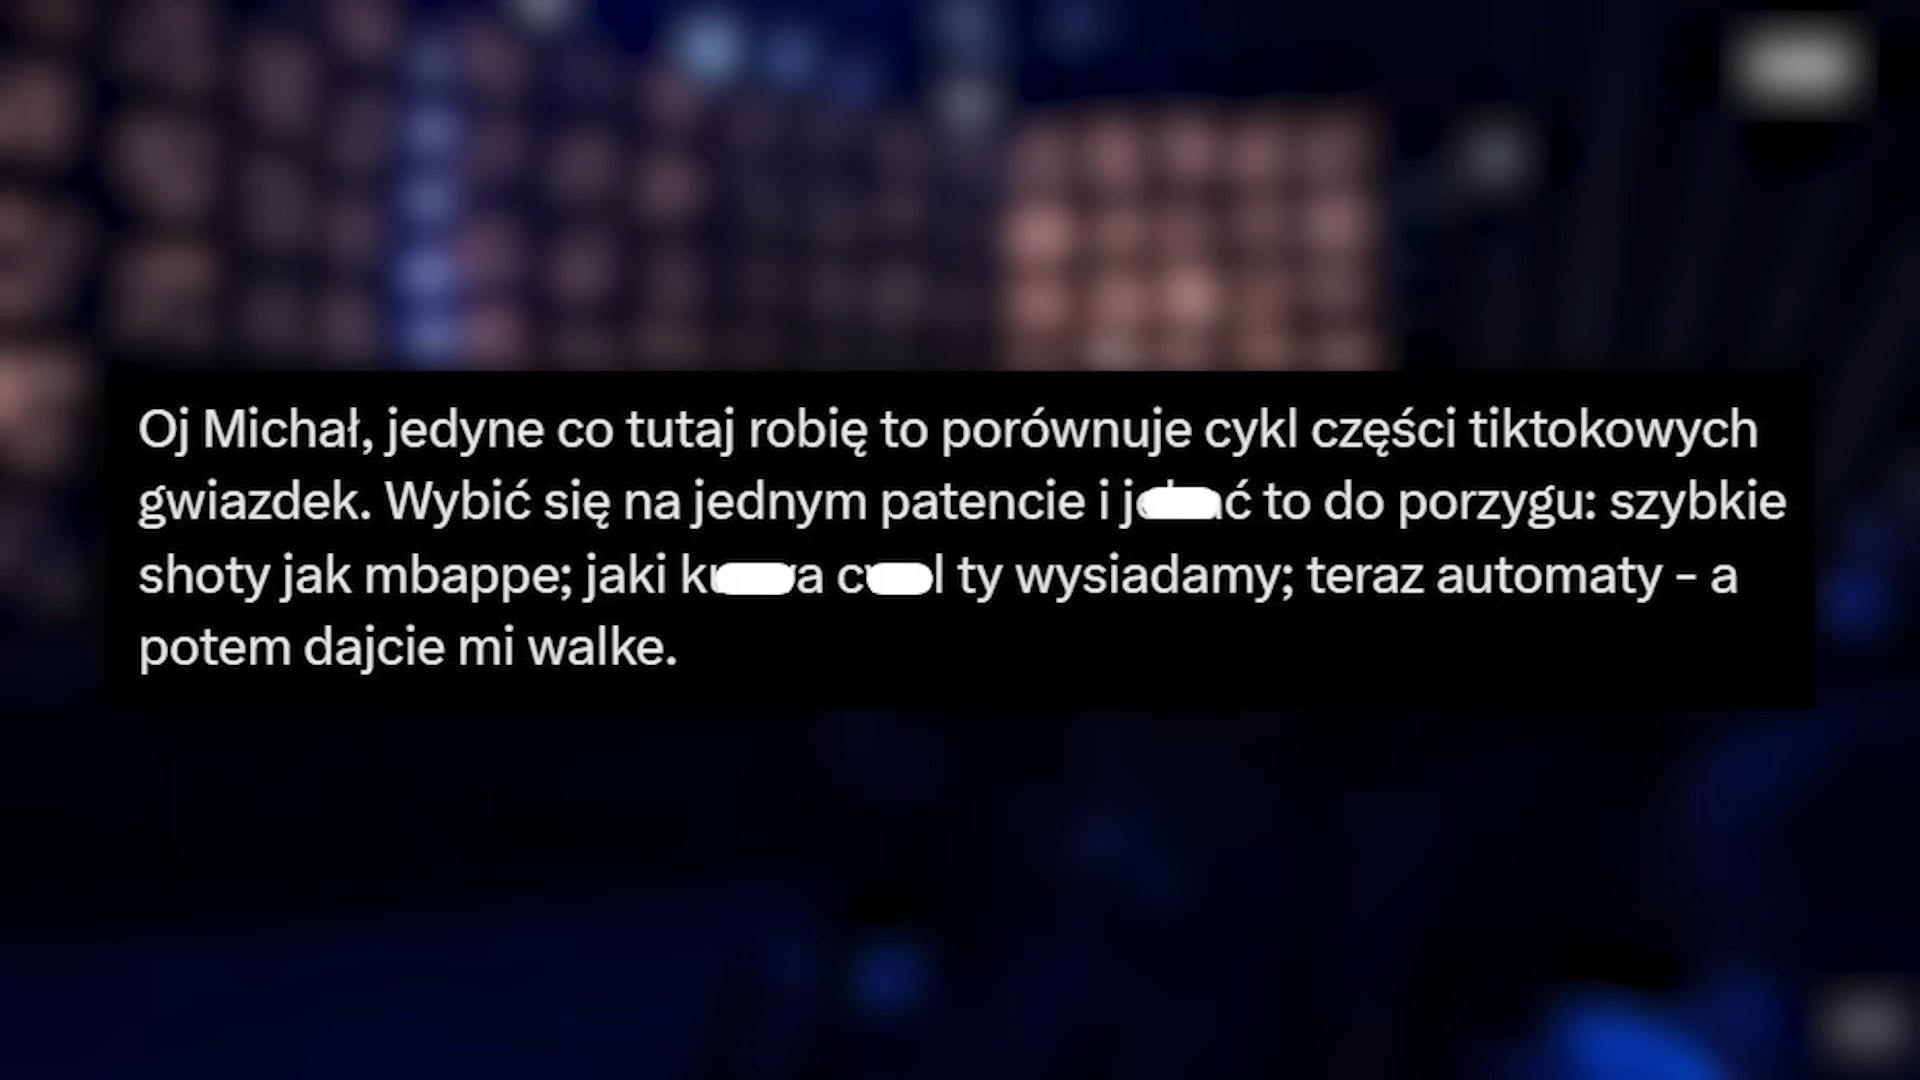 Oj Michał, jedyne co tutaj robię to porównuje cykl części tiktokowych
gwiazdek. Wybić się na jednym patencie i to do porzygu: szybkie
shoty jak mbappe; jaki ty wysiadamy; teraz automaty – a
potem dajcie mi walke.